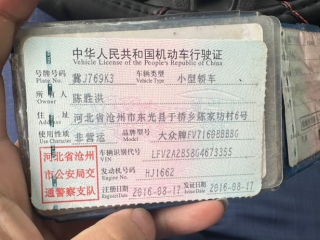 中华人民共和国机动车行驶证
Vehicle License of the People's Republic of China
号牌号码 Plate No. 冀J769K3 车辆类型 Vehicle Type 小型轿车
所有人 Owner 陈胜洪
住址 Address 河北省沧州市东光县于桥乡陈家坊村6号
使用性质 Use Character 非营运 品牌型号 Model 大众牌FV7160BBBBG
河北省沧州市公安局交通警察支队
车辆识别代号 VIN LFV2A2BS8G4673355
发动机号码 Engine No. HJ1662
注册日期 Register Date 2016-08-17 发证日期 Issue Date 2016-08-17